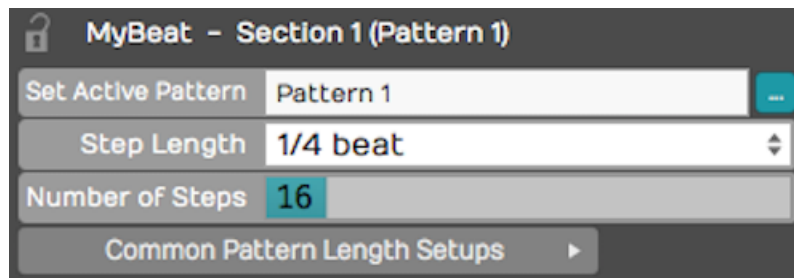 MyBeat - Section 1 (Pattern 1)
Set Active Pattern Pattern 1 ...
Step Length 1/4 beat
Number of Steps 16
Common Pattern Length Setups